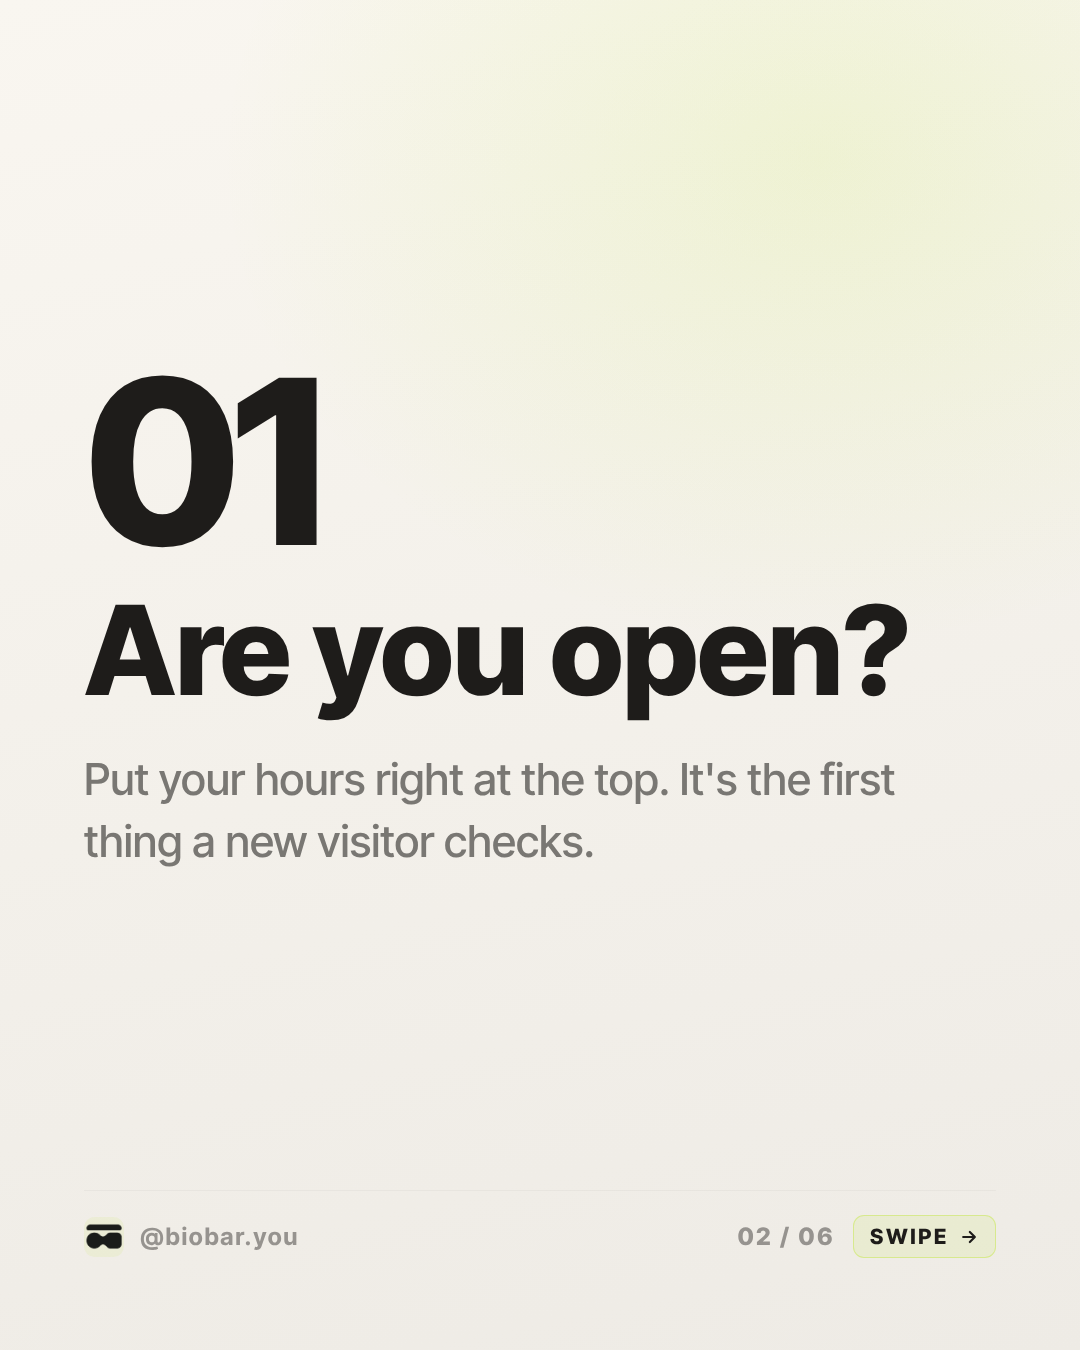 01
Are you open?
Put your hours right at the top. It's the first
thing a new visitor checks.
@biobar.you
02 / 06
SWIPE →